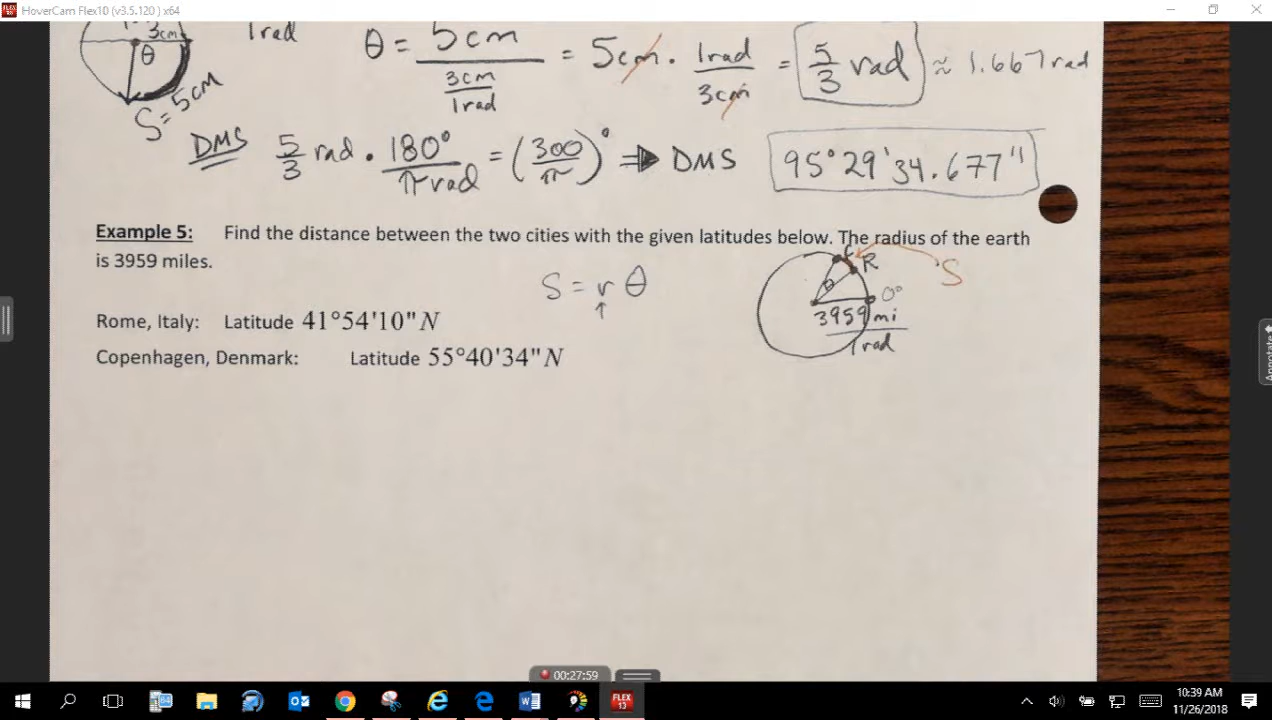 HoverCam Flex10 (v3.5.120) x64
3cm
1rad
θ = 5cm / (3cm / 1rad) = 5cm · 1rad / 3cm = 5/3 rad ≈ 1.667 rad
θ
S = 5cm
DMS 5/3 rad · 180° / π rad = (300/π)° ⇒ DMS 95°29'34.677"
Example 5: Find the distance between the two cities with the given latitudes below. The radius of the earth
is 3959 miles.
S = r θ
R
S
θ
0°
3959 mi
1rad
Rome, Italy: Latitude 41°54'10" N
Copenhagen, Denmark: Latitude 55°40'34" N
Annotate
00:27:59
FLEX
10:39 AM
11/26/2018